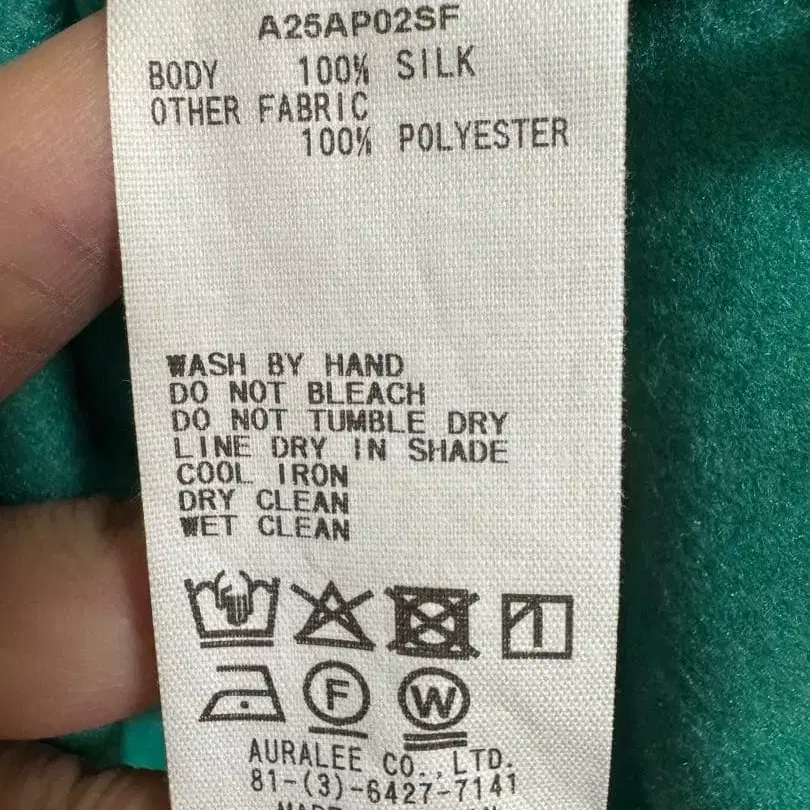 A25AP02SF
BODY 100% SILK
OTHER FABRIC
100% POLYESTER
WASH BY HAND
DO NOT BLEACH
DO NOT TUMBLE DRY
LINE DRY IN SHADE
COOL IRON
DRY CLEAN
WET CLEAN
F W
AURALEE CO.,LTD.
81-(3)-6427-7141